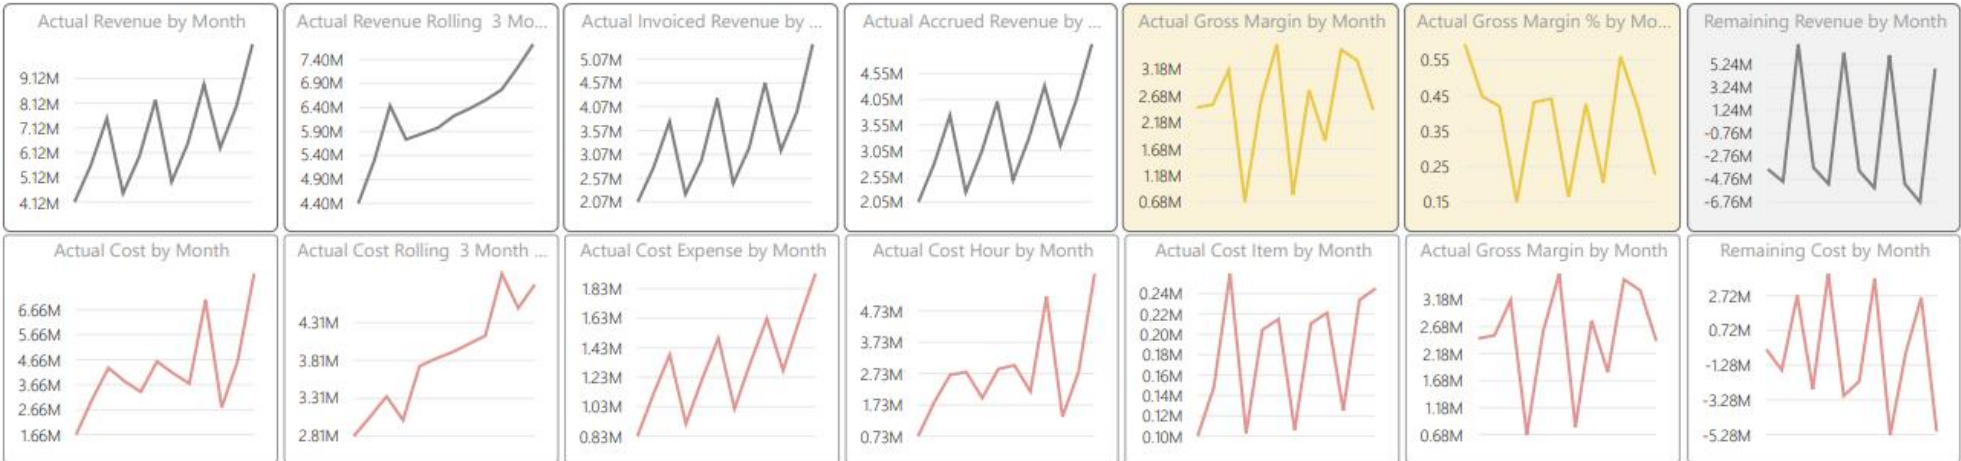 Actual Revenue by Month
9.12M
8.12M
7.12M
6.12M
5.12M
4.12M
Actual Revenue Rolling 3 Mo...
7.40M
6.90M
6.40M
5.90M
5.40M
4.90M
4.40M
Actual Invoiced Revenue by ...
5.07M
4.57M
4.07M
3.57M
3.07M
2.57M
2.07M
Actual Accrued Revenue by ...
4.55M
4.05M
3.55M
3.05M
2.55M
2.05M
Actual Gross Margin by Month
3.18M
2.68M
2.18M
1.68M
1.18M
0.68M
Actual Gross Margin % by Mo...
0.55
0.45
0.35
0.25
0.15
Remaining Revenue by Month
5.24M
3.24M
1.24M
-0.76M
-2.76M
-4.76M
-6.76M
Actual Cost by Month
6.66M
5.66M
4.66M
3.66M
2.66M
1.66M
Actual Cost Rolling 3 Month ...
4.31M
3.81M
3.31M
2.81M
Actual Cost Expense by Month
1.83M
1.63M
1.43M
1.23M
1.03M
0.83M
Actual Cost Hour by Month
4.73M
3.73M
2.73M
1.73M
0.73M
Actual Cost Item by Month
0.24M
0.22M
0.20M
0.18M
0.16M
0.14M
0.12M
0.10M
Actual Gross Margin by Month
3.18M
2.68M
2.18M
1.68M
1.18M
0.68M
Remaining Cost by Month
2.72M
0.72M
-1.28M
-3.28M
-5.28M